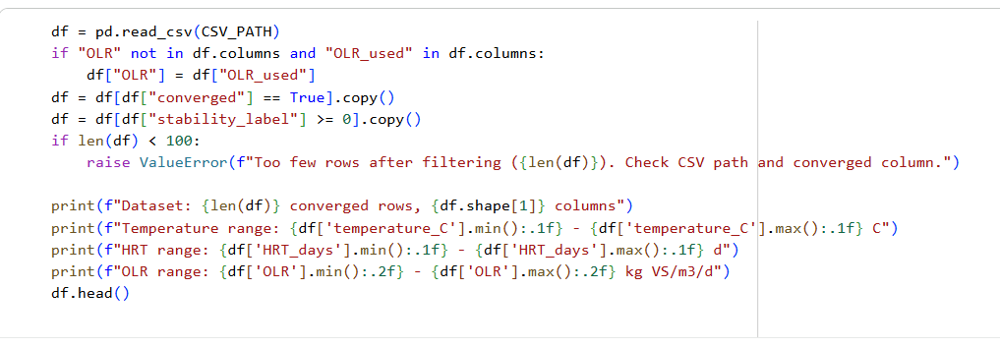 df = pd.read_csv(CSV_PATH)
if "OLR" not in df.columns and "OLR_used" in df.columns:
    df["OLR"] = df["OLR_used"]
df = df[df["converged"] == True].copy()
df = df[df["stability_label"] >= 0].copy()
if len(df) < 100:
    raise ValueError(f"Too few rows after filtering ({len(df)}). Check CSV path and converged column.")

print(f"Dataset: {len(df)} converged rows, {df.shape[1]} columns")
print(f"Temperature range: {df['temperature_C'].min():.1f} - {df['temperature_C'].max():.1f} C")
print(f"HRT range: {df['HRT_days'].min():.1f} - {df['HRT_days'].max():.1f} d")
print(f"OLR range: {df['OLR'].min():.2f} - {df['OLR'].max():.2f} kg VS/m3/d")
df.head()